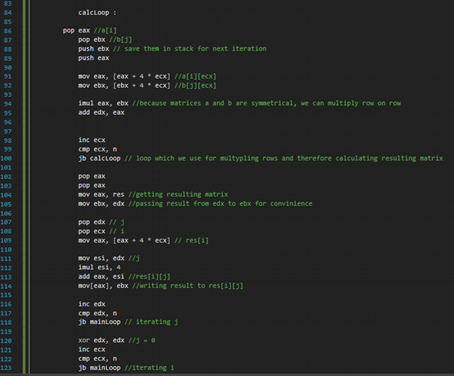 83
84 calcLoop :
85
86 pop eax //a[i]
87 pop ebx //b[j]
88 push ebx // save them in stack for next iteration
89 push eax
90
91 mov eax, [eax + 4 * ecx] //a[i][ecx]
92 mov ebx, [ebx + 4 * ecx] //b[j][ecx]
93
94 imul eax, ebx //because matrices a and b are symmetrical, we can multiply row on row
95 add edx, eax
96
97
98 inc ecx
99 cmp ecx, n
100 jb calcLoop // loop which we use for multypling rows and therefore calculating resulting matrix
101
102 pop eax
103 pop eax
104 mov eax, res //getting resulting matrix
105 mov ebx, edx //passing result from edx to ebx for convinience
106
107 pop edx // j
108 pop ecx // i
109 mov eax, [eax + 4 * ecx] // res[i]
110
111 mov esi, edx //j
112 imul esi, 4
113 add eax, esi //res[i][j]
114 mov[eax], ebx //writing result to res[i][j]
115
116 inc edx
117 cmp edx, n
118 jb mainLoop // iterating j
119
120 xor edx, edx //j = 0
121 inc ecx
122 cmp ecx, n
123 jb mainLoop //iterating i